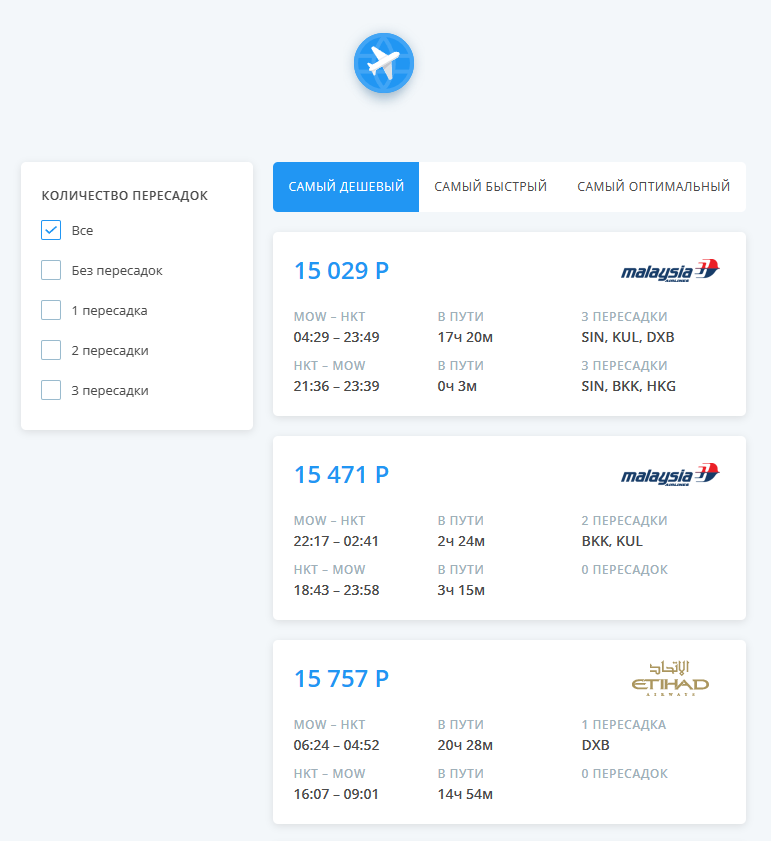 КОЛИЧЕСТВО ПЕРЕСАДОК
Все
Без пересадок
1 пересадка
2 пересадки
3 пересадки
САМЫЙ ДЕШЕВЫЙ САМЫЙ БЫСТРЫЙ САМЫЙ ОПТИМАЛЬНЫЙ
15 029 Р malaysia
AIRLINES
MOW – HKT В ПУТИ 3 ПЕРЕСАДКИ
04:29 – 23:49 17ч 20м SIN, KUL, DXB
HKT – MOW В ПУТИ 3 ПЕРЕСАДКИ
21:36 – 23:39 0ч 3м SIN, BKK, HKG
15 471 Р malaysia
AIRLINES
MOW – HKT В ПУТИ 2 ПЕРЕСАДКИ
22:17 – 02:41 2ч 24м BKK, KUL
HKT – MOW В ПУТИ 0 ПЕРЕСАДОК
18:43 – 23:58 3ч 15м
الاتحاد
15 757 Р ETIHAD
AIRWAYS
MOW – HKT В ПУТИ 1 ПЕРЕСАДКА
06:24 – 04:52 20ч 28м DXB
HKT – MOW В ПУТИ 0 ПЕРЕСАДОК
16:07 – 09:01 14ч 54м